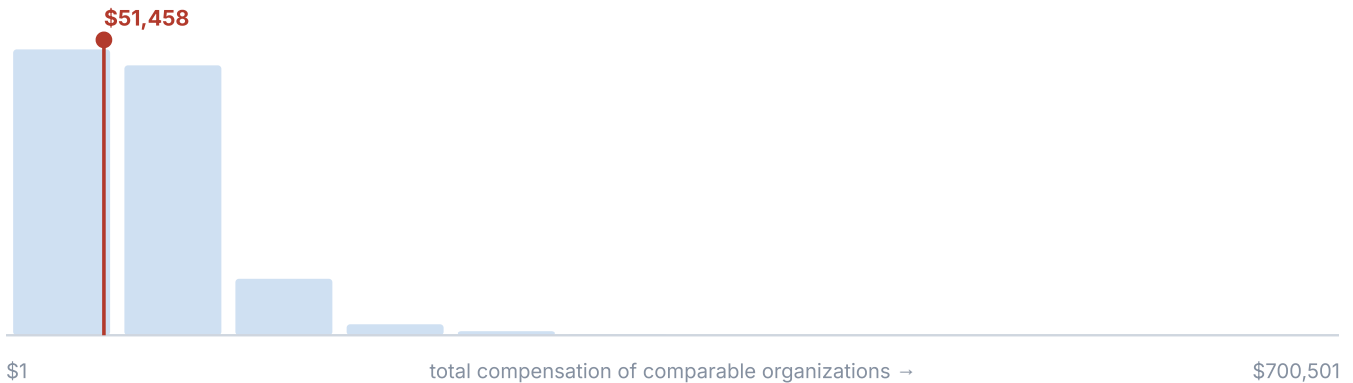 $51,458
$1
total compensation of comparable organizations →
$700,501